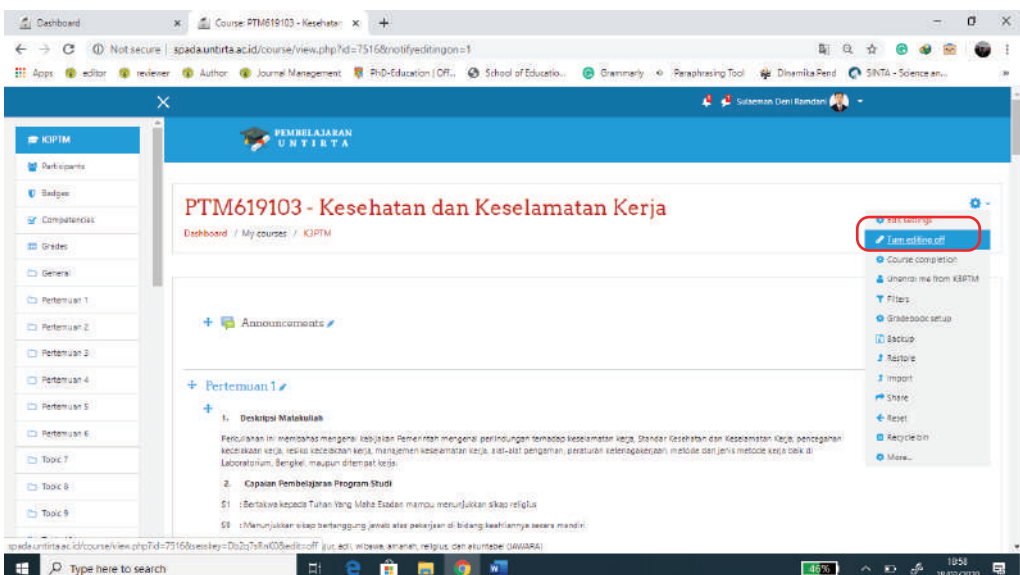 Dashboard
Course: PTM619103 - Kesehatan
Not secure | spada.untirta.ac.id/course/view.php?id=7516&notifyeditingon=1
Apps editor reviewer Author Journal Management PhD-Education | Off... School of Educatio... Grammarly Paraphrasing Tool Dinamika Pend SINTA - Science an...
Sulaeman Deni Ramdani
K3PTM
PEMBELAJARAN
UNTIRTA
Participants
Badges
Competencies
Grades
General
Pertemuan 1
Pertemuan 2
Pertemuan 3
Pertemuan 4
Pertemuan 5
Pertemuan 6
Topic 7
Topic 8
Topic 9
PTM619103 - Kesehatan dan Keselamatan Kerja
Dashboard / My courses / K3PTM
Edit settings
Turn editing off
Course completion
Unenrol me from K3PTM
Filters
Gradebook setup
Backup
Restore
Import
Share
Reset
Recycle bin
More...
Announcements
Pertemuan 1
1. Deskripsi Matakuliah
Perkuliahan ini membahas mengenai kebijakan Pemerintah mengenai perlindungan terhadap keselamatan kerja, Standar Kesehatan dan Keselamatan Kerja, pencegahan
kecelakaan kerja, resiko kecelakaan kerja, manajemen keselamatan kerja, alat-alat pengaman, peraturan ketenagakerjaan, metode dan jenis metode kerja baik di
Laboratorium, Bengkel, maupun ditempat kerja.
2. Capaian Pembelajaran Program Studi
S1 : Bertakwa kepada Tuhan Yang Maha Esadan mampu menunjukkan sikap religius
S9 : Menunjukkan sikap bertanggung jawab atas pekerjaan di bidang keahliannya secara mandiri
jur, adil, wibawa, amanah, religius, dan akuntabel (JAWARA)
Type here to search
46%
10:58
18/02/2020